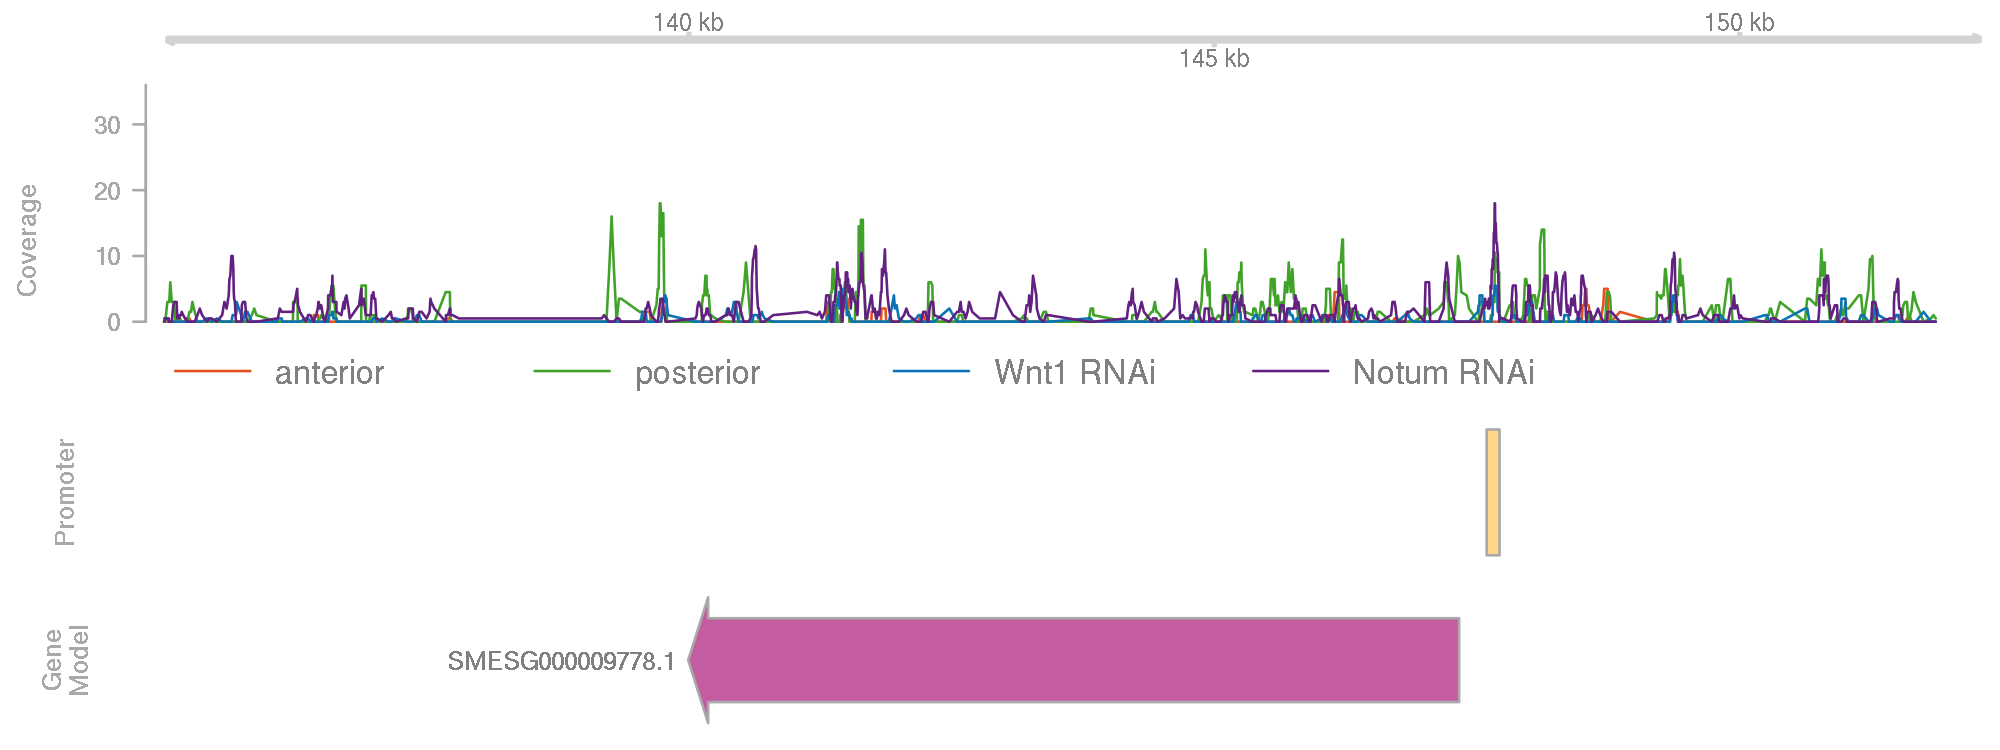 140 kb
150 kb
145 kb
Coverage
30
20
10
0
anterior
posterior
Wnt1 RNAi
Notum RNAi
Promoter
Gene
Model
SMESG000009778.1